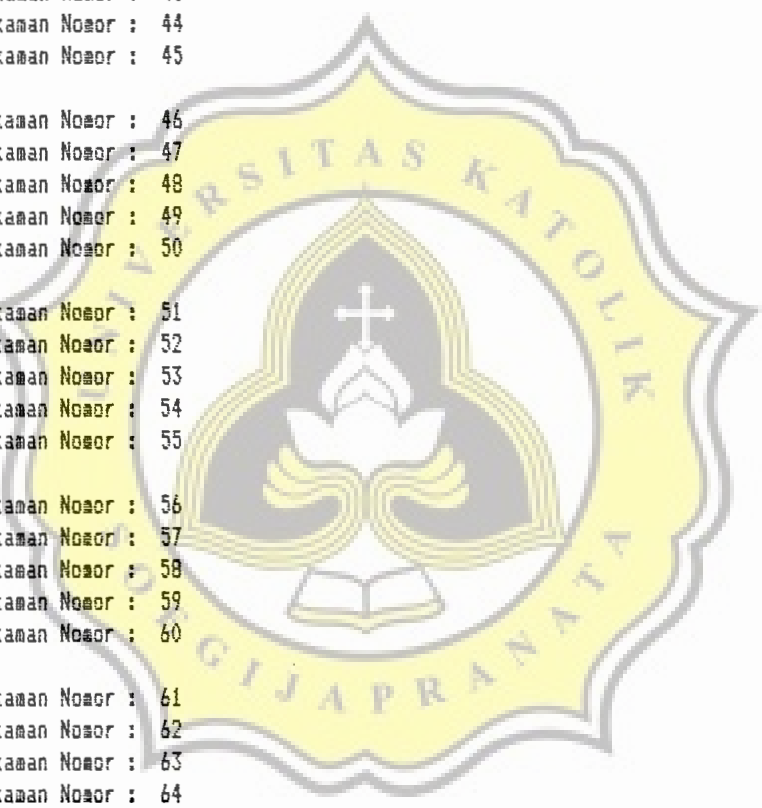 kaman Nomor : 44
kaman Nomor : 45
kaman Nomor : 46
kaman Nomor : 47
kaman Nomor : 48
kaman Nomor : 49
kaman Nomor : 50
kaman Nomor : 51
kaman Nomor : 52
kaman Nomor : 53
kaman Nomor : 54
kaman Nomor : 55
kaman Nomor : 56
kaman Nomor : 57
kaman Nomor : 58
kaman Nomor : 59
kaman Nomor : 60
kaman Nomor : 61
kaman Nomor : 62
kaman Nomor : 63
kaman Nomor : 64
UNIVERSITAS KATOLIK
SOEGIJAPRANATA